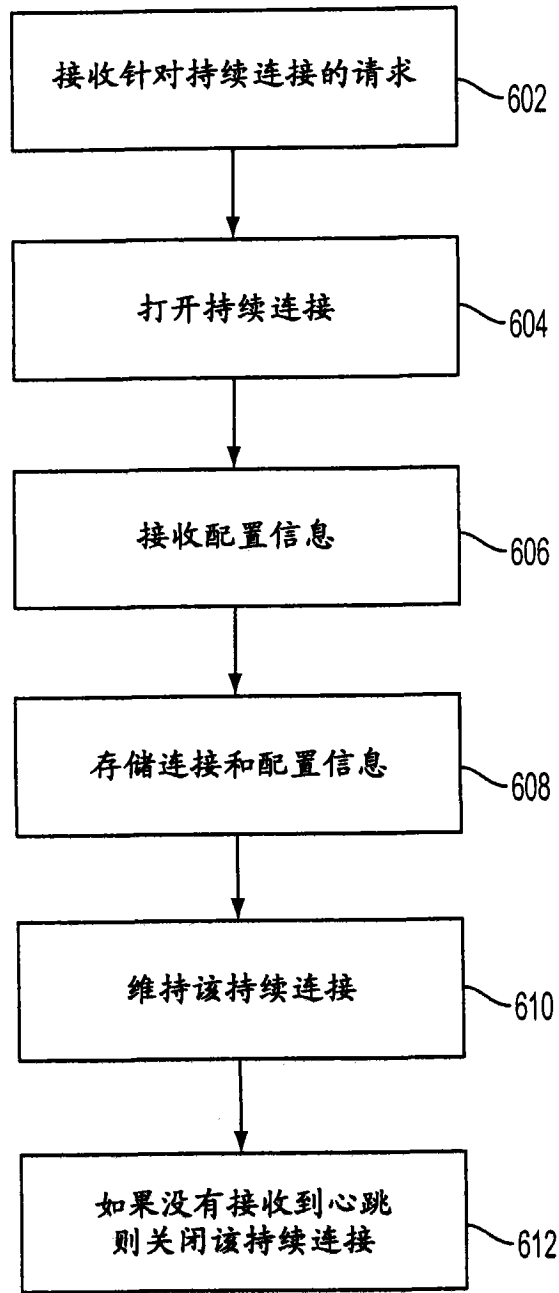 接收针对持续连接的请求
602
打开持续连接
604
接收配置信息
606
存储连接和配置信息
608
维持该持续连接
610
如果没有接收到心跳
则关闭该持续连接
612